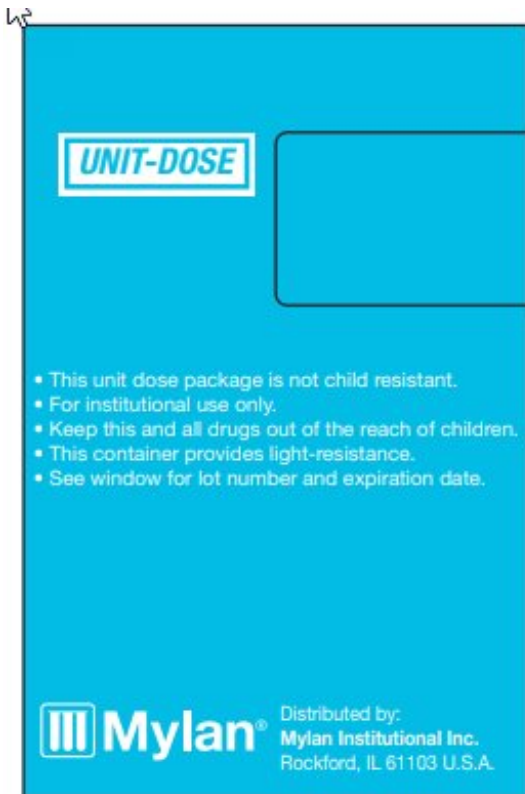 UNIT-DOSE
• This unit dose package is not child resistant.
• For institutional use only.
• Keep this and all drugs out of the reach of children.
• This container provides light-resistance.
• See window for lot number and expiration date.
Mylan®
Distributed by:
Mylan Institutional Inc.
Rockford, IL 61103 U.S.A.